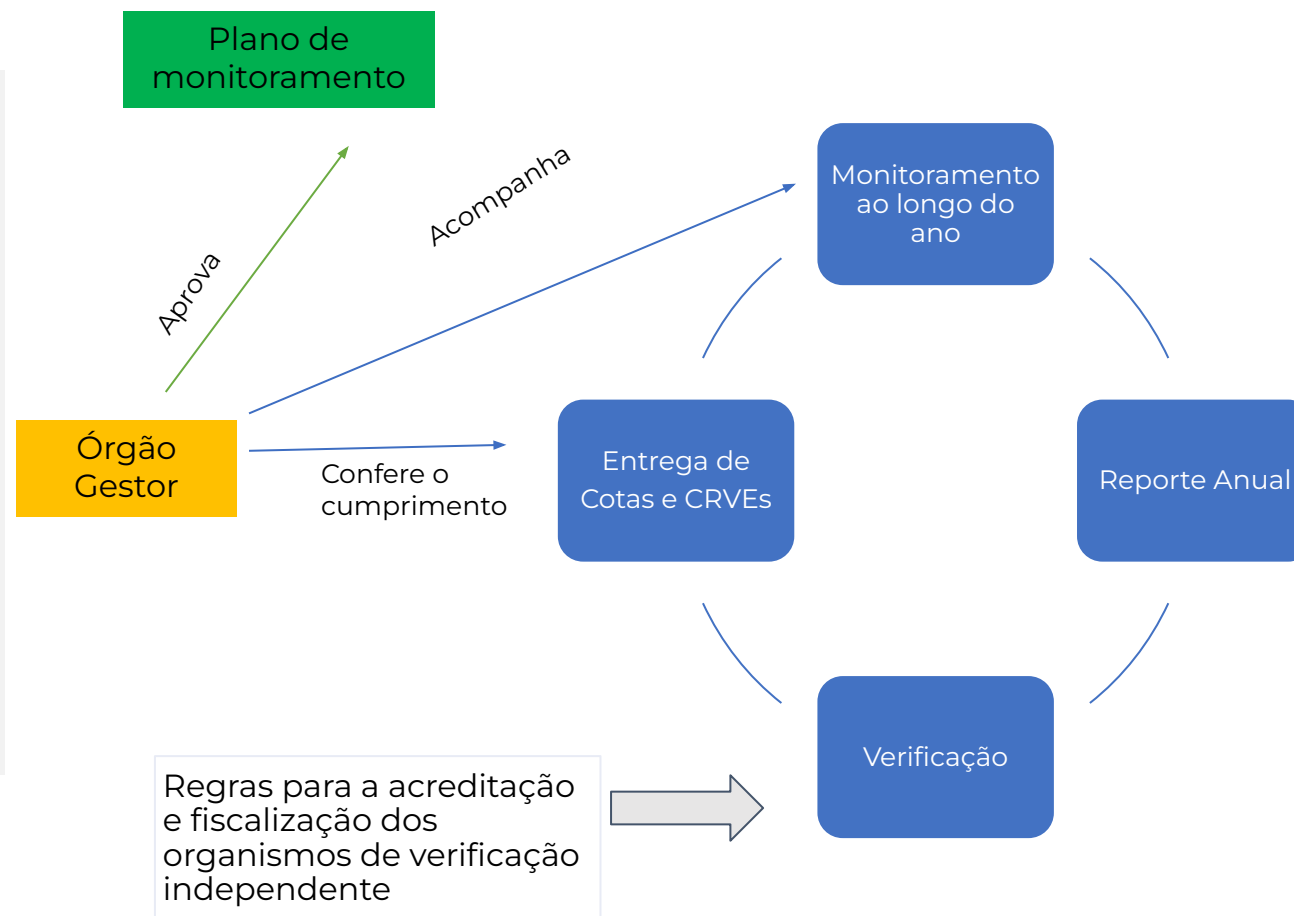 Plano de
monitoramento
Aprova
Acompanha
Monitoramento
ao longo do
ano
Órgão
Gestor
Confere o
cumprimento
Entrega de
Cotas e CRVEs
Reporte Anual
Verificação
Regras para a acreditação
e fiscalização dos
organismos de verificação
independente